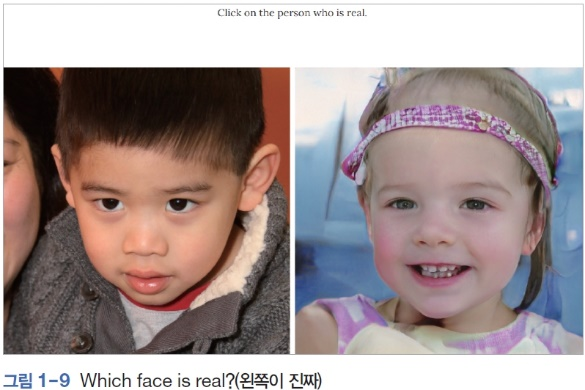 Click on the person who is real.
그림 1-9 Which face is real?(왼쪽이 진짜)